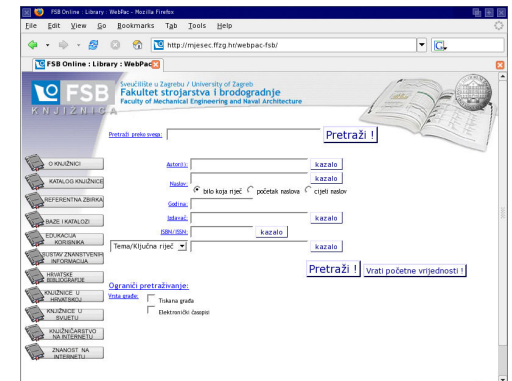 FSB Online : Library : WebPac - Mozilla Firefox
File Edit View Go Bookmarks Tab Tools Help
http://mjesec.ffzg.hr/webpac-fsb/
G
FSB Online : Library : WebPac
FSB
KNJIZNICA
Sveučilište u Zagrebu / University of Zagreb
Fakultet strojarstva i brodogradnje
Faculty of Mechanical Engineering and Naval Architecture
Pretraži preko svega: Pretraži !
O KNJIŽNICI
KATALOG KNJIŽNICE
REFERENTNA ZBIRKA
BAZE I KATALOZI
EDUKACIJA
KORISNIKA
SUSTAV ZNANSTVENIH
INFORMACIJA
HRVATSKE
BIBLIOGRAFIJE
KNJIŽNICE U
HRVATSKOJ
KNJIŽNICE U
SVIJETU
KNJIŽNIČARSTVO
NA INTERNETU
ZNANOST NA
INTERNETU
Autor(i): kazalo
Naslov: kazalo
bilo koja riječ početak naslova cijeli naslov
Godina:
Izdavač: kazalo
ISBN/ISSN: kazalo
Tema/Ključna riječ kazalo
Pretraži ! Vrati početne vrijednosti !
Ograniči pretraživanje:
Vrsta građe: Tiskana građa
Elektronički časopisi